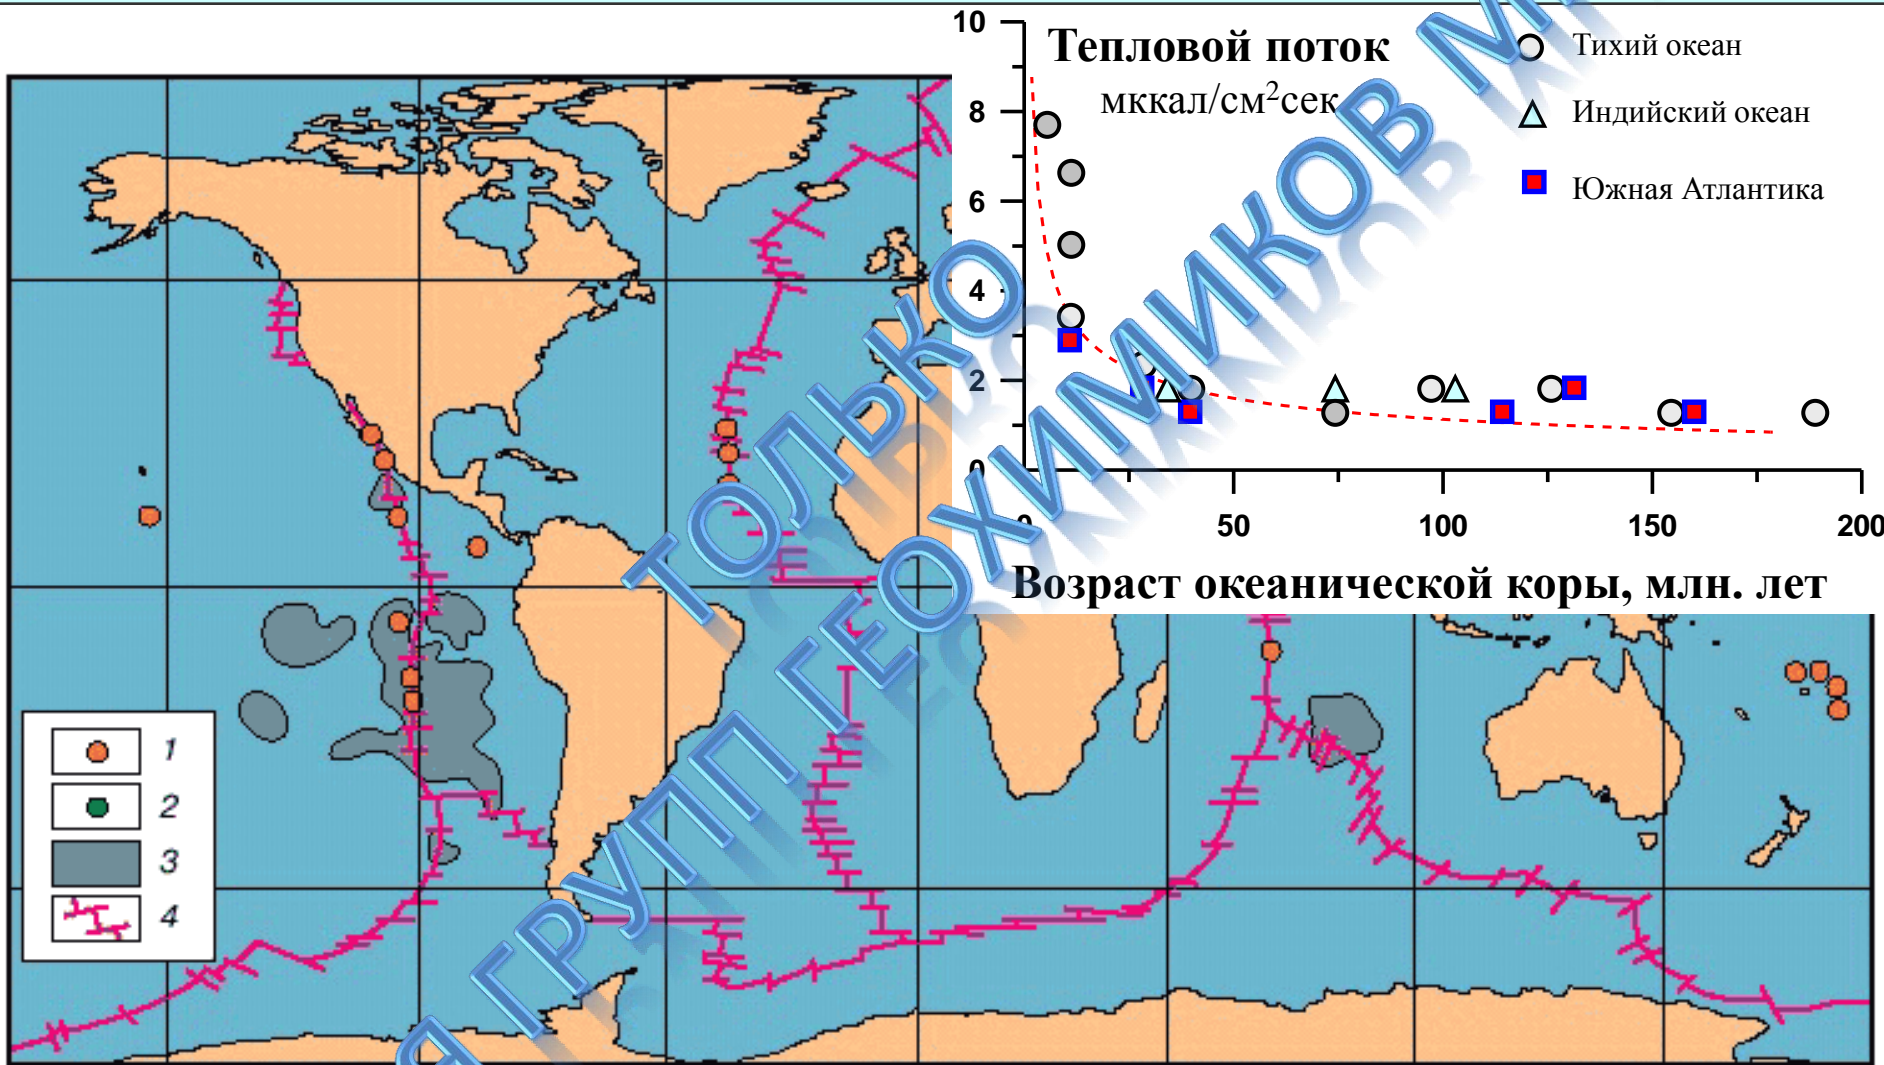 10
Тепловой поток
мккал/см²сек
8
6
4
2
0
0
50
100
150
200
Возраст океанической коры, млн. лет
Тихий океан
Индийский океан
Южная Атлантика
1
2
3
4
ТОЛЬКО
ГРУПП ГЕОХИМИКОВ